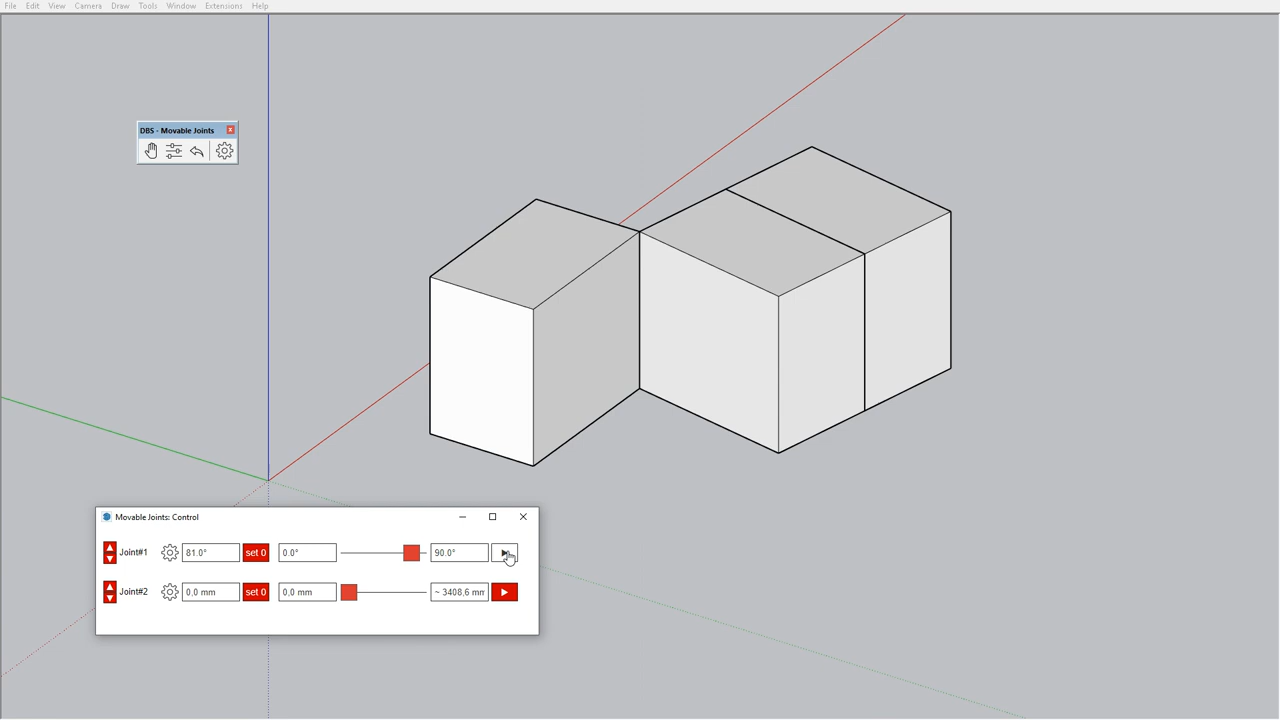 File Edit View Camera Draw Tools Window Extensions Help
DBS - Movable Joints x
Movable Joints: Control
Joint#1 81.0° set 0 0.0° 90.0°
Joint#2 0,0 mm set 0 0,0 mm ~ 3408,6 mm